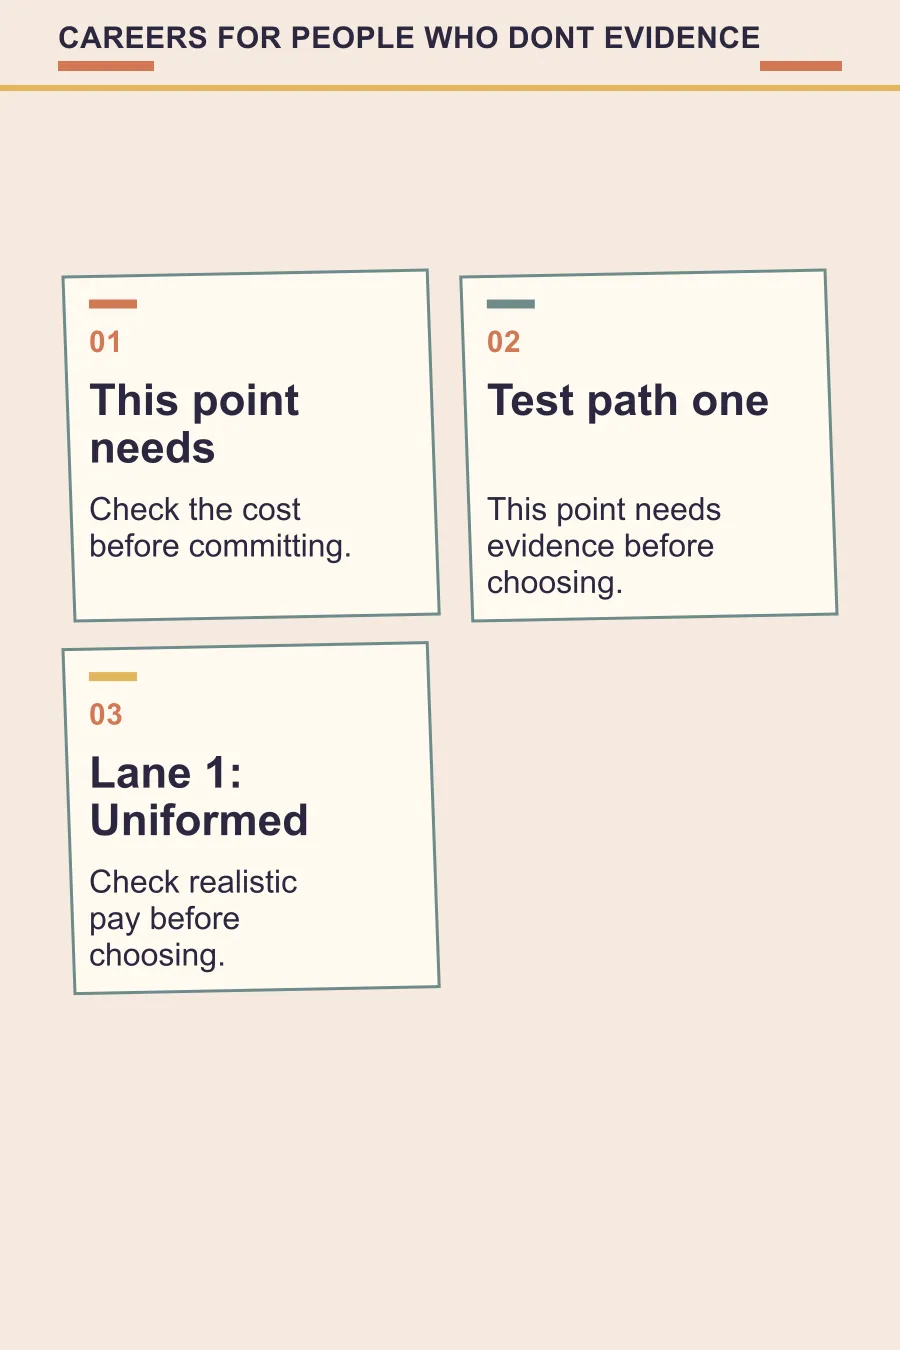 CAREERS FOR PEOPLE WHO DONT EVIDENCE
01
This point
needs
Check the cost
before committing.
02
Test path one
This point needs
evidence before
choosing.
03
Lane 1:
Uniformed
Check realistic
pay before
choosing.